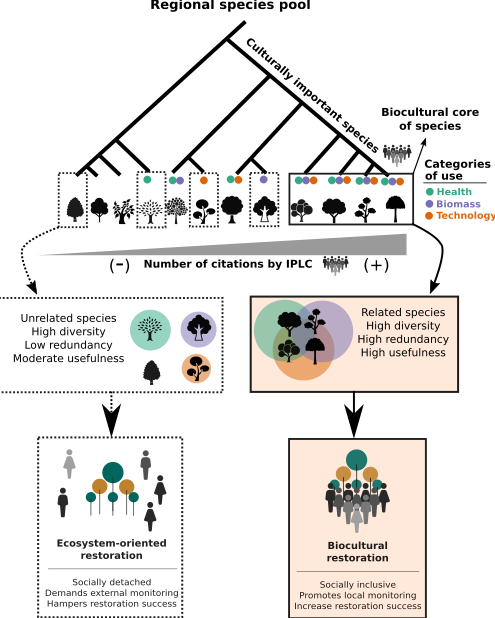 Regional species pool
Culturally important species
Biocultural core
of species
Categories
of use
Health
Biomass
Technology
(-) Number of citations by IPLC (+)
Unrelated species
High diversity
Low redundancy
Moderate usefulness
Related species
High diversity
High redundancy
High usefulness
Ecosystem-oriented
restoration
Socially detached
Demands external monitoring
Hampers restoration success
Biocultural
restoration
Socially inclusive
Promotes local monitoring
Increase restoration success